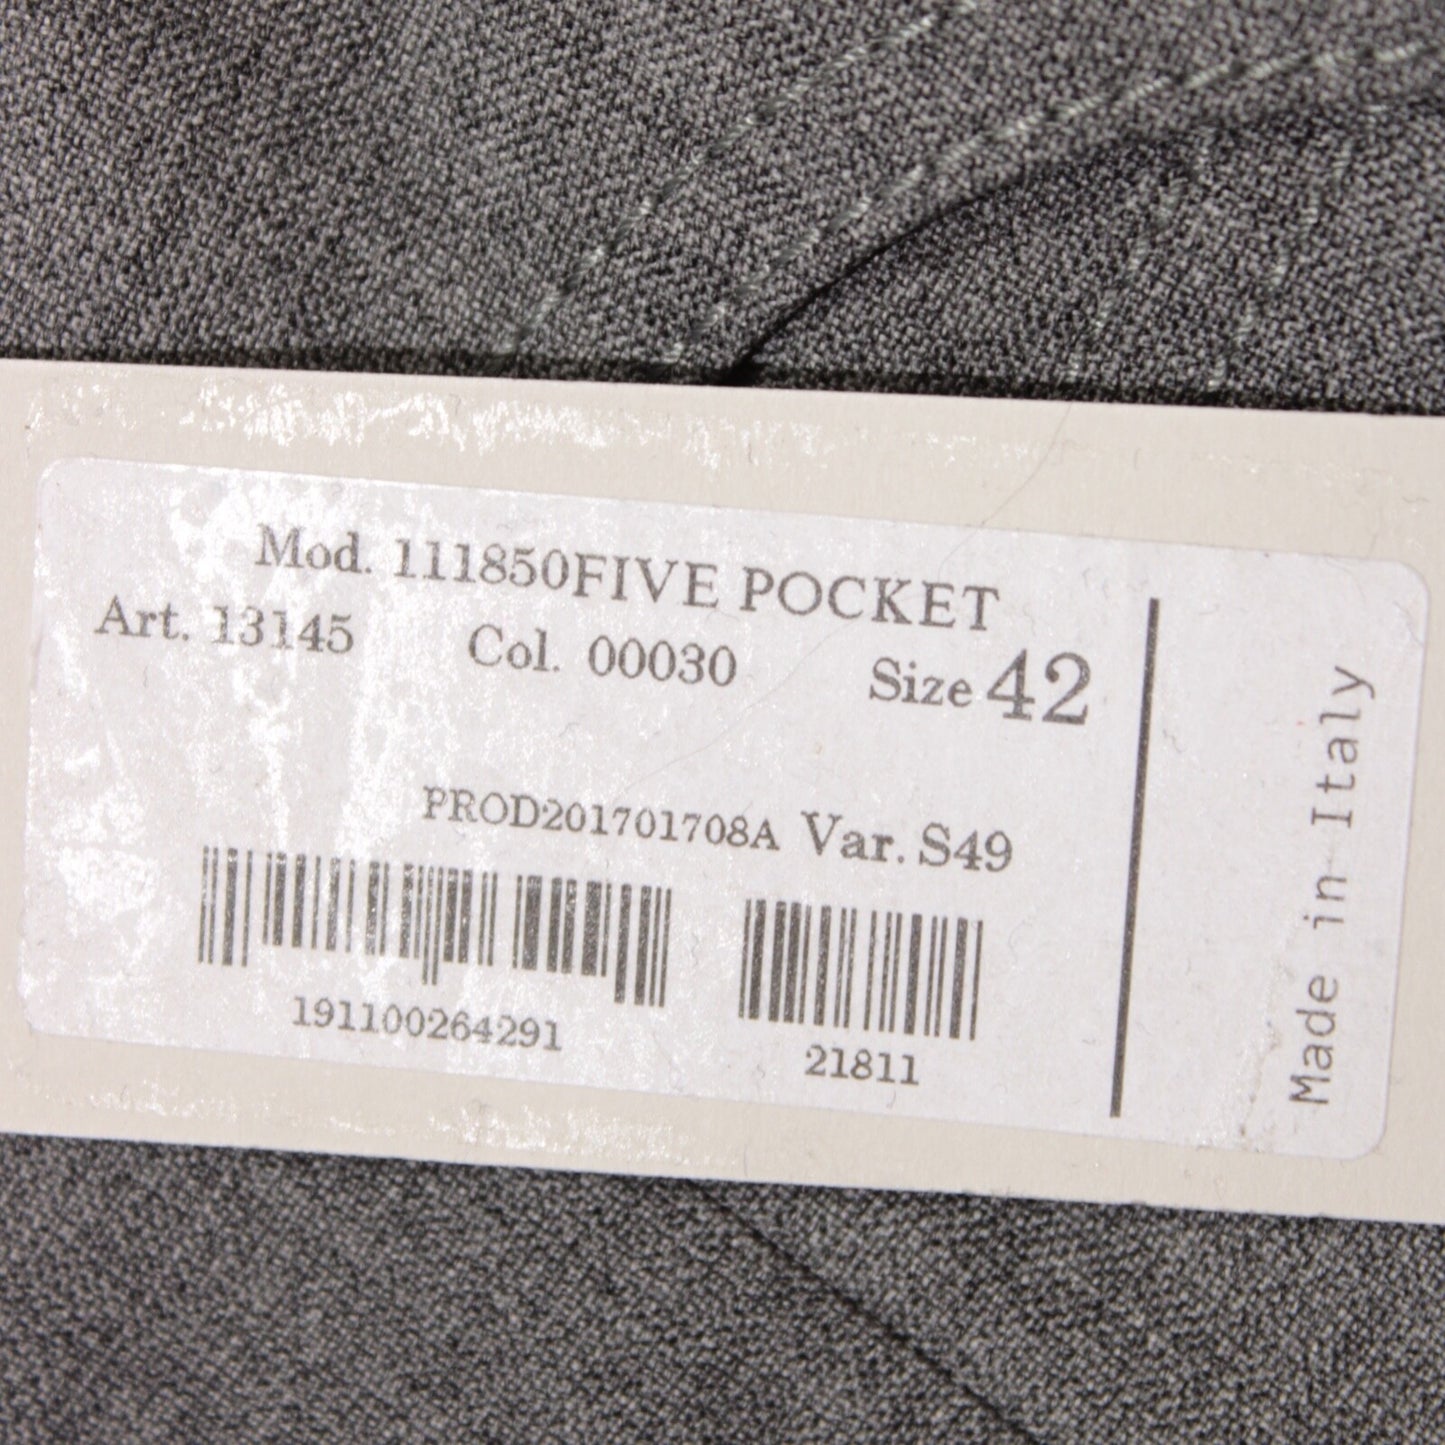 Mod. 111850FIVE POCKET
Art. 13145 Col. 00030 Size 42
PROD201701708A Var. S49
191100264291 21811
Made in Italy